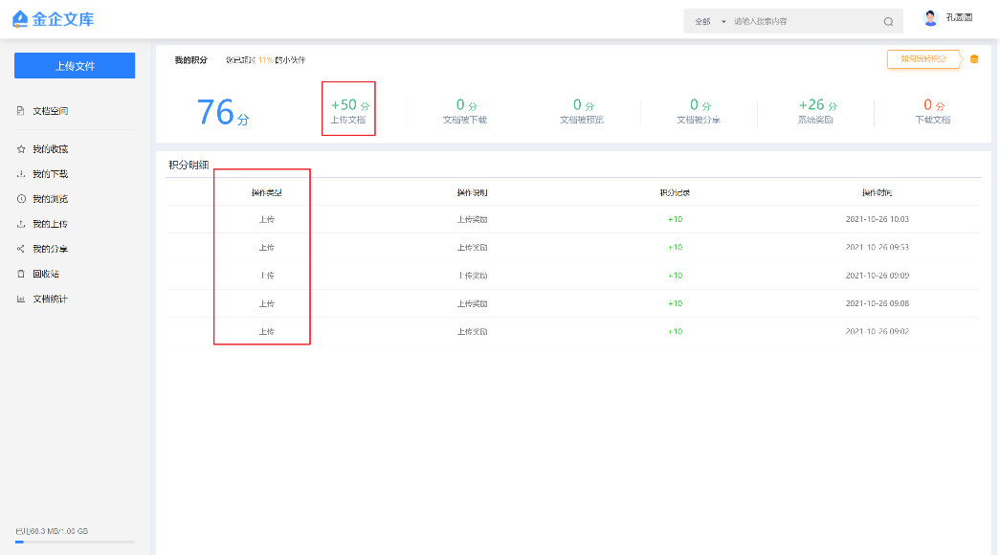 金企文库
全部 请输入搜索内容
孔圆圆
上传文件
文档空间
我的收藏
我的下载
我的浏览
我的上传
我的分享
回收站
文档统计
已用68.3 MB/1.00 GB
我的积分 您已超过 11% 的小伙伴
如何玩转积分
76分
+50 分
上传文档
0 分
文档被下载
0 分
文档被预览
0 分
文档被分享
+26 分
系统奖励
0 分
下载文档
积分明细
操作类型 操作说明 积分记录 操作时间
上传 上传奖励 +10 2021-10-26 10:03
上传 上传奖励 +10 2021-10-26 09:53
上传 上传奖励 +10 2021-10-26 09:09
上传 上传奖励 +10 2021-10-26 09:08
上传 上传奖励 +10 2021-10-26 09:02